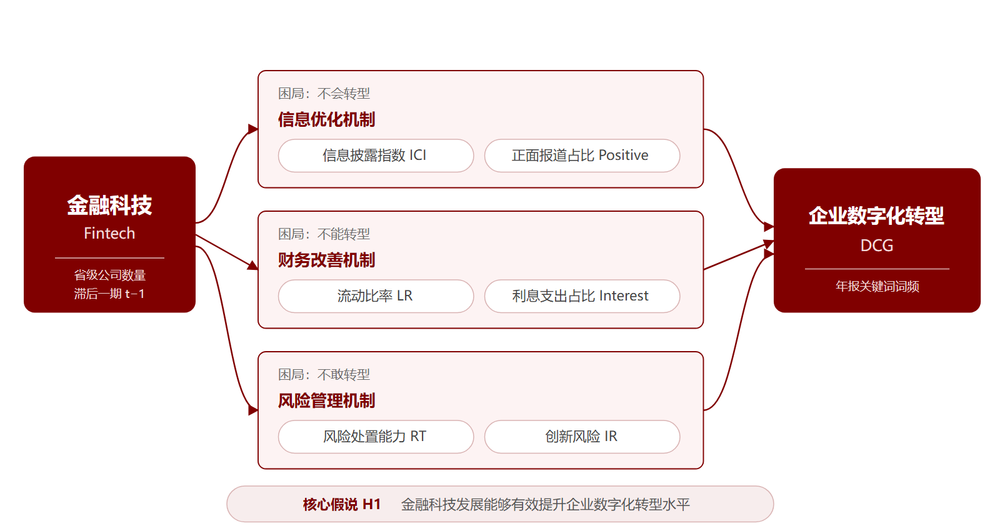 金融科技
Fintech
省级公司数量
滞后一期 t−1
困局：不会转型
信息优化机制
信息披露指数 ICI
正面报道占比 Positive
困局：不能转型
财务改善机制
流动比率 LR
利息支出占比 Interest
困局：不敢转型
风险管理机制
风险处置能力 RT
创新风险 IR
企业数字化转型
DCG
年报关键词词频
核心假说 H1 金融科技发展能够有效提升企业数字化转型水平